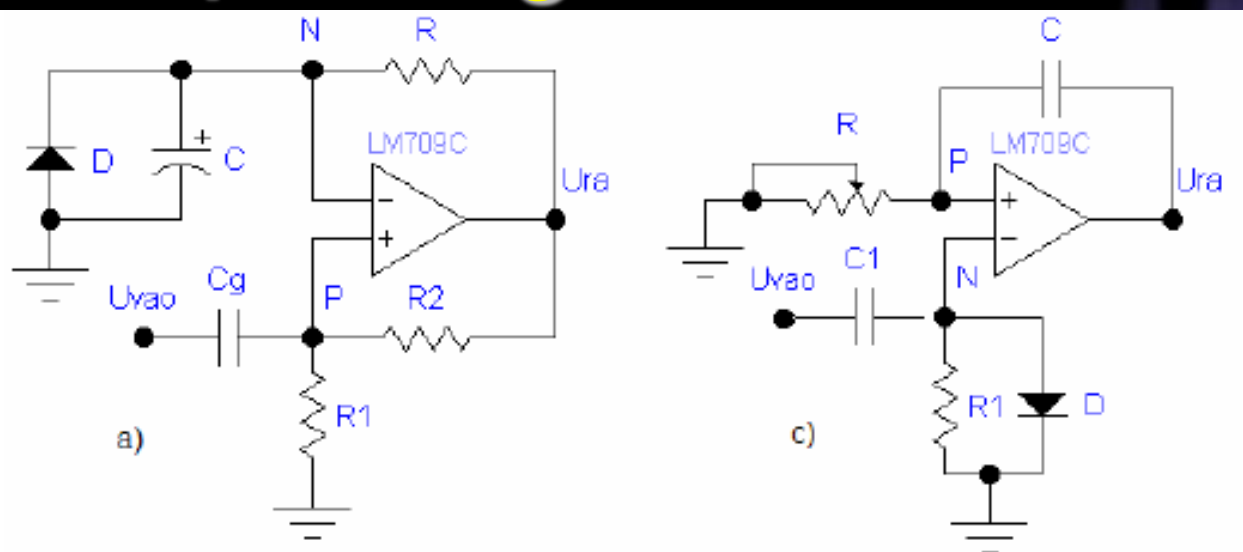 N R
LM709C
D
+
C
Ura
-
+
Cg
Uvao
P
R2
R1
a)
C
R
P
LM709C
Ura
+
-
C1
Uvao
N
R1
D
c)